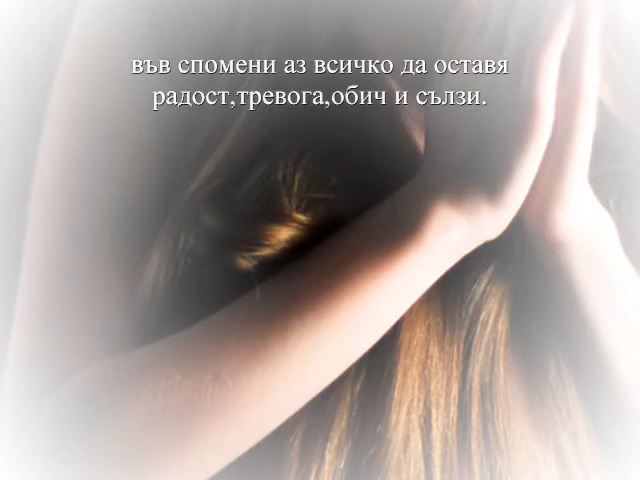 във спомени аз всичко да оставя
радост,тревога,обич и сълзи.